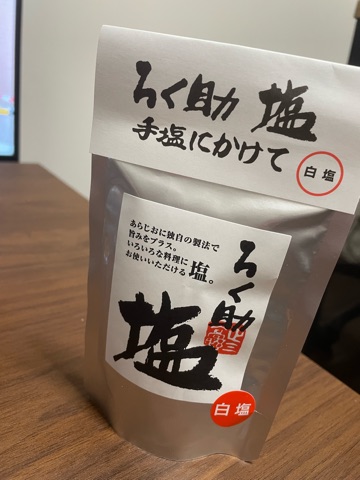 ろく助 塩
手塩にかけて
白塩
あらじおに独自の製法で
旨みをプラス。
いろいろな料理に
お使いいただける塩。
ろく助
塩
白塩